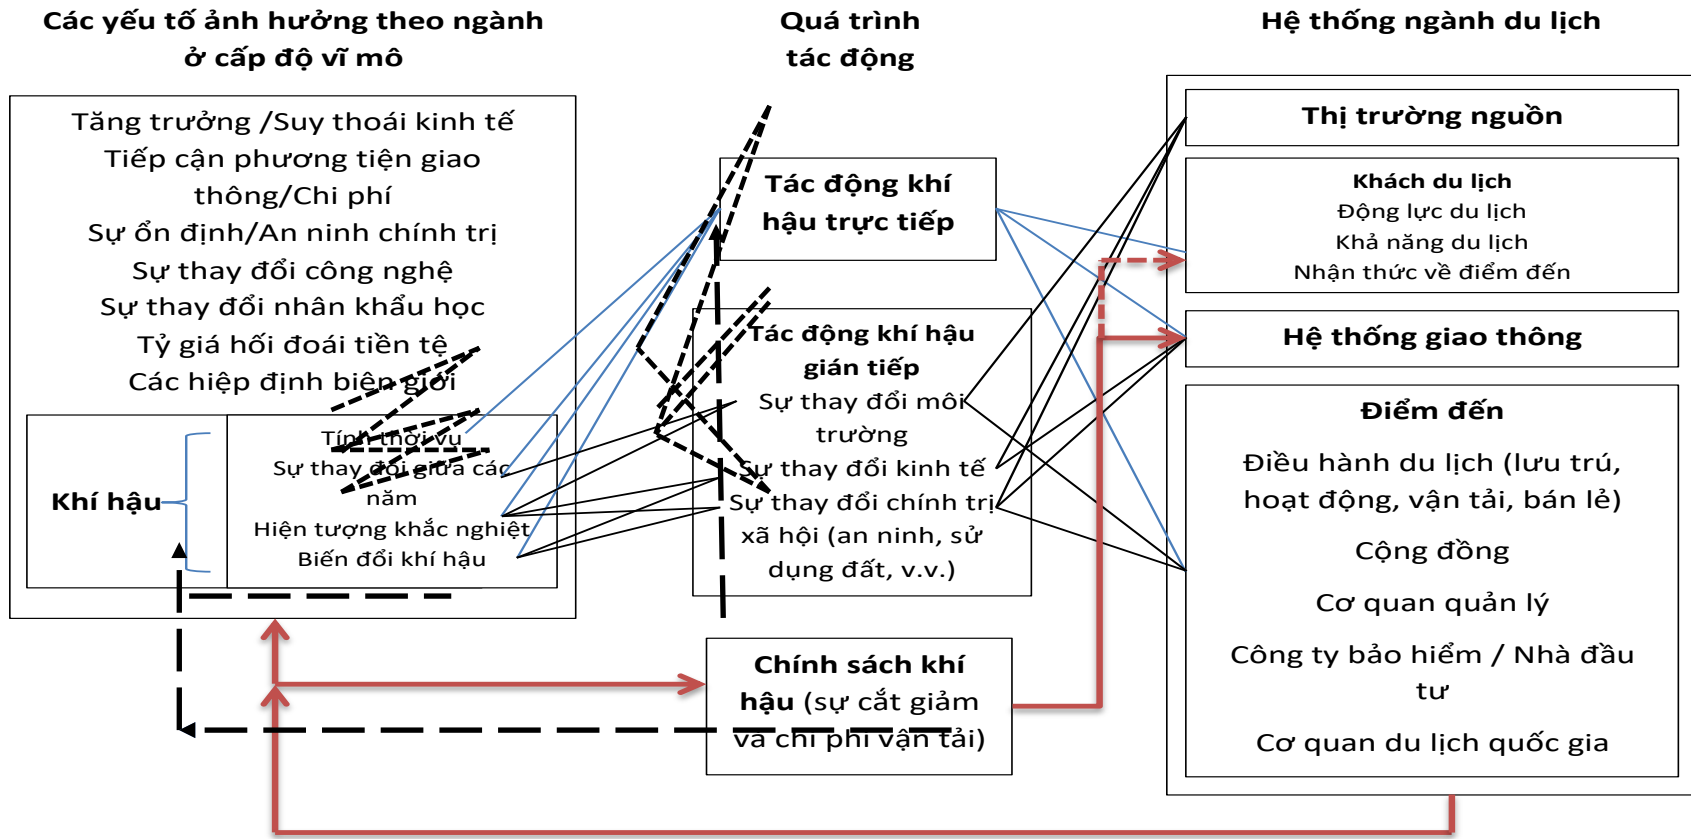 Các yếu tố ảnh hưởng theo ngành
ở cấp độ vĩ mô
Tăng trưởng /Suy thoái kinh tế
Tiếp cận phương tiện giao
thông/Chi phí
Sự ổn định/An ninh chính trị
Sự thay đổi công nghệ
Sự thay đổi nhân khẩu học
Tỷ giá hối đoái tiền tệ
Các hiệp định biên giới
Khí hậu
Tính thời vụ
Sự thay đổi giữa các
năm
Hiện tượng khắc nghiệt
Biến đổi khí hậu
Quá trình
tác động
Tác động khí
hậu trực tiếp
Tác động khí hậu
gián tiếp
Sự thay đổi môi
trường
Sự thay đổi kinh tế
Sự thay đổi chính trị
xã hội (an ninh, sử
dụng đất, v.v.)
Chính sách khí
hậu (sự cắt giảm
và chi phí vận tải)
Hệ thống ngành du lịch
Thị trường nguồn
Khách du lịch
Động lực du lịch
Khả năng du lịch
Nhận thức về điểm đến
Hệ thống giao thông
Điểm đến
Điều hành du lịch (lưu trú,
hoạt động, vận tải, bán lẻ)
Cộng đồng
Cơ quan quản lý
Công ty bảo hiểm / Nhà đầu
tư
Cơ quan du lịch quốc gia